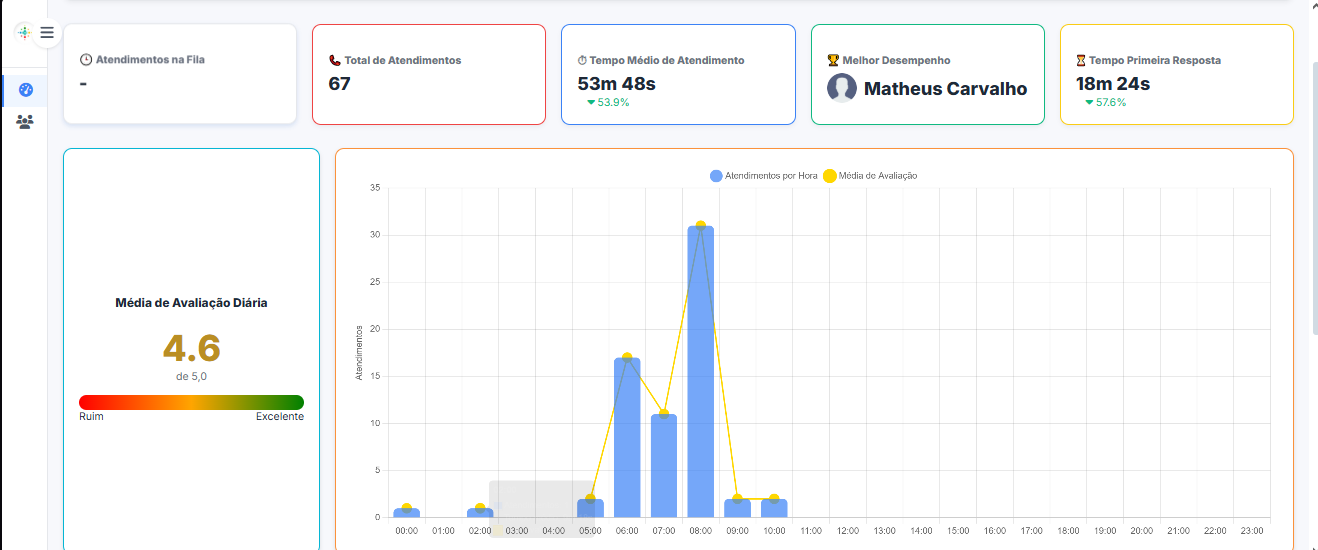 Atendimentos na Fila
-
Total de Atendimentos
67
Tempo Médio de Atendimento
53m 48s
53.9%
Melhor Desempenho
Matheus Carvalho
Tempo Primeira Resposta
18m 24s
57.6%
Média de Avaliação Diária
4.6
de 5,0
Ruim Excelente
Atendimentos por Hora Média de Avaliação
Atendimentos
35
30
25
20
15
10
5
0
00:00 01:00 02:00 03:00 04:00 05:00 06:00 07:00 08:00 09:00 10:00 11:00 12:00 13:00 14:00 15:00 16:00 17:00 18:00 19:00 20:00 21:00 22:00 23:00